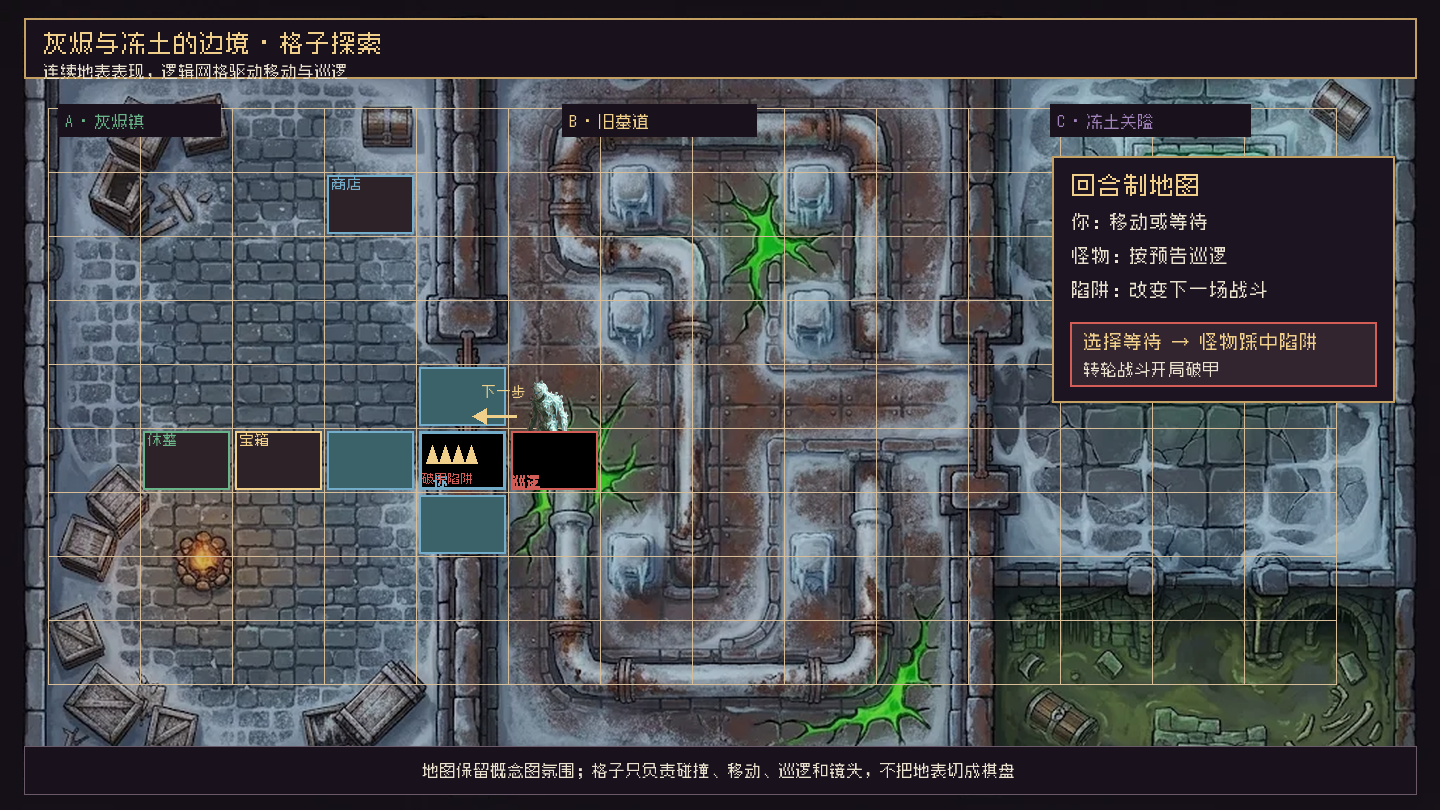 灰烬与冻土的边境 · 格子探索
连续地表表现，逻辑网格驱动移动与巡逻
A · 灰烬镇
B · 旧墓道
C · 冻土关隘
商店
回合制地图
你：移动或等待
怪物：按预告巡逻
陷阱：改变下一场战斗
选择等待 → 怪物踩中陷阱
转轮战斗开局破甲
下一步
休整
宝箱
破甲陷阱
你
巡逻
地图保留概念图氛围；格子只负责碰撞、移动、巡逻和镜头，不把地表切成棋盘